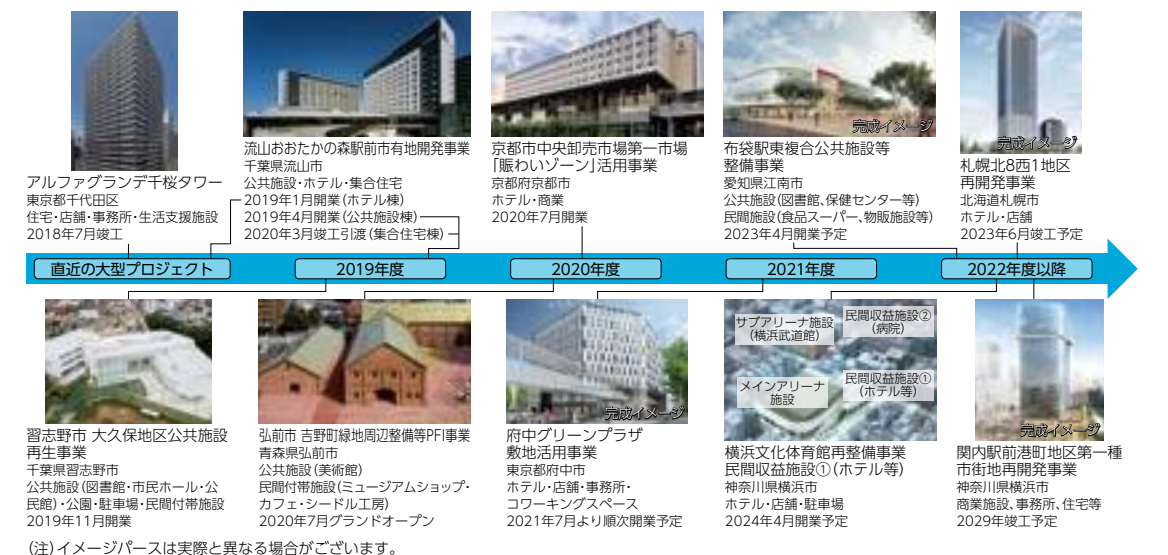 アルファグランデ千桜タワー
東京都千代田区
住宅・店舗・事務所・生活支援施設
2018年7月竣工
流山おおたかの森駅前市有地開発事業
千葉県流山市
公共施設・ホテル・集合住宅
2019年1月開業(ホテル棟)
2019年4月開業(公共施設棟)
2020年3月竣工引渡(集合住宅棟)
京都市中央卸売市場第一市場
「賑わいゾーン」活用事業
京都府京都市
ホテル・商業
2020年7月開業
完成イメージ
布袋駅東複合公共施設等
整備事業
愛知県江南市
公共施設(図書館、保健センター等)
民間施設(食品スーパー、物販施設等)
2023年4月開業予定
完成イメージ
札幌北8西1地区
再開発事業
北海道札幌市
ホテル・店舗
2023年6月竣工予定
直近の大型プロジェクト
2019年度
2020年度
2021年度
2022年度以降
習志野市 大久保地区公共施設
再生事業
千葉県習志野市
公共施設(図書館・市民ホール・公
民館)・公園・駐車場・民間付帯施設
2019年11月開業
弘前市 吉野町緑地周辺整備等PFI事業
青森県弘前市
公共施設(美術館)
民間付帯施設(ミュージアムショップ・
カフェ・シードル工房)
2020年7月グランドオープン
完成イメージ
府中グリーンプラザ
敷地活用事業
東京都府中市
ホテル・店舗・事務所・
コワーキングスペース
2021年7月より順次開業予定
サブアリーナ施設
(横浜武道館)
民間収益施設②
(病院)
メインアリーナ
施設
民間収益施設①
(ホテル等)
横浜文化体育館再整備事業
民間収益施設①(ホテル等)
神奈川県横浜市
ホテル・店舗・駐車場
2024年4月開業予定
完成イメージ
関内駅前港町地区第一種
市街地再開発事業
神奈川県横浜市
商業施設、事務所、住宅等
2029年竣工予定
(注)イメージパースは実際と異なる場合がございます。